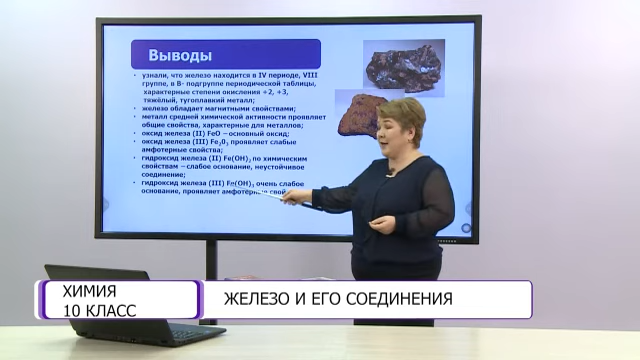 Выводы
• узнали, что железо находится в IV периоде, VIII
группе, в В- подгруппе периодической таблицы,
характерные степени окисления +2, +3,
тяжёлый, тугоплавкий металл;
• железо обладает магнитными свойствами;
• металл средней химической активности проявляет
общие свойства, характерные для металлов;
• оксид железа (II) FeO –основный оксид;
• оксид железа (III) Fe₂O₃ проявляет слабые
амфотерные свойства;
• гидроксид железа (II) Fe(OH)₂ по химическим
свойствам –слабое основание, неустойчивое
соединение;
• гидроксид железа (III) Fe(OH)₃ очень слабое
основание, проявляет амфотерные
ХИМИЯ
10 КЛАСС
ЖЕЛЕЗО И ЕГО СОЕДИНЕНИЯ